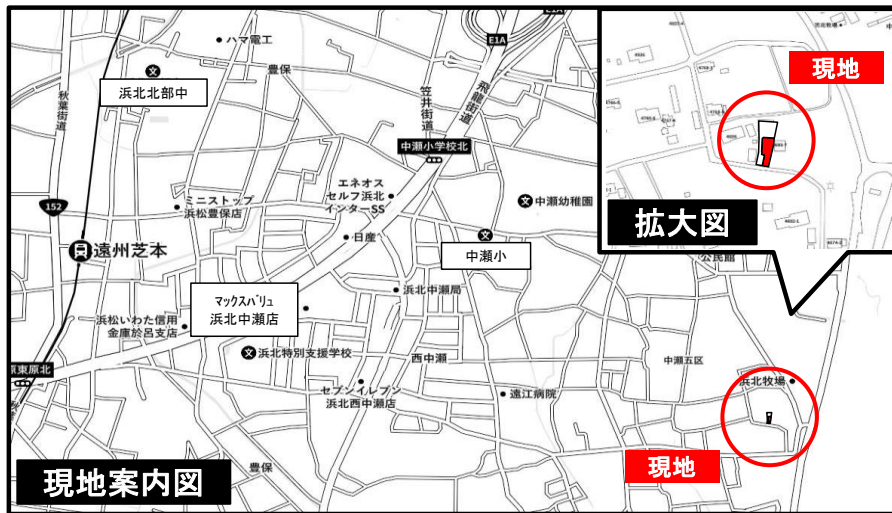 ハマ電工
豊保
秋葉街道
浜北北部中
笠井街道
飛龍街道
E1A
中瀬小学校北
エネオス
セルフ浜北
インターSS
ミニストップ
浜松豊保店
152
遠州芝本
日産
中瀬幼稚園
中瀬小
公民館
マックスバリュ
浜北中瀬店
浜北中瀬局
浜松いわた信用
金庫於呂支店
浜北特別支援学校
西中瀬
中瀬五区
原東原北
セブンイレブン
浜北西中瀬店
遠江病院
浜北牧場
豊保
現地
現地案内図
現地
拡大図